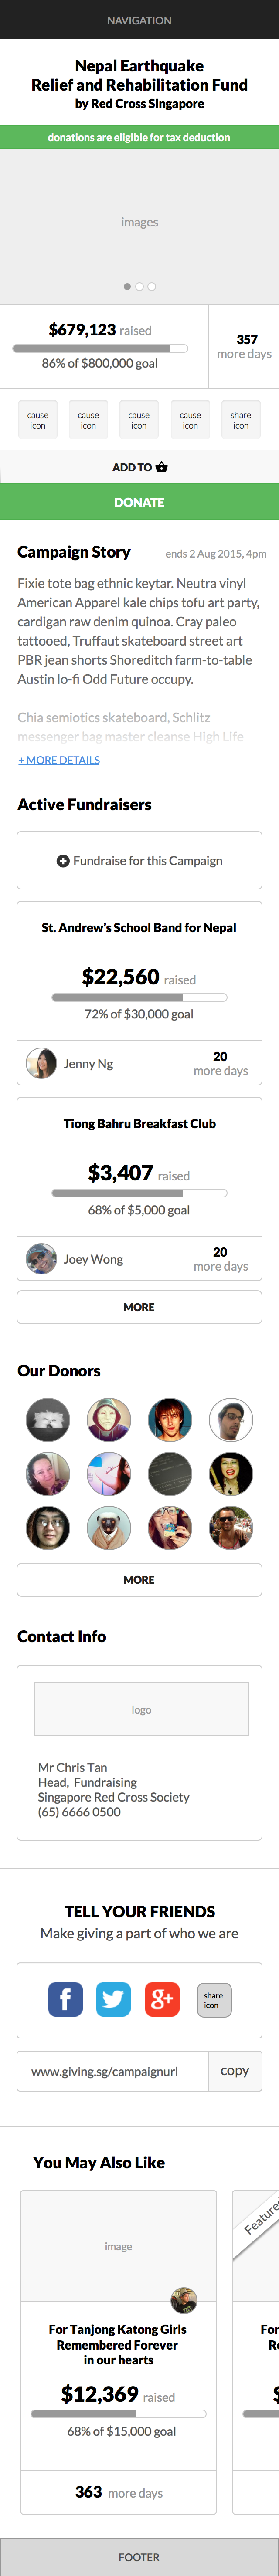 NAVIGATION
Nepal Earthquake
Relief and Rehabilitation Fund
by Red Cross Singapore
donations are eligible for tax deduction
images
$679,123 raised
86% of $800,000 goal
357
more days
cause
icon
cause
icon
cause
icon
cause
icon
share
icon
ADD TO
DONATE
Campaign Story
ends 2 Aug 2015, 4pm
Fixie tote bag ethnic keytar. Neutra vinyl
American Apparel kale chips tofu art party,
cardigan raw denim quinoa. Cray paleo
tattooed, Truffaut skateboard street art
PBR jean shorts Shoreditch farm-to-table
Austin lo-fi Odd Future occupy.
Chia semiotics skateboard, Schlitz
messenger bag master cleanse High Life
+ MORE DETAILS
Active Fundraisers
Fundraise for this Campaign
St. Andrew's School Band for Nepal
$22,560 raised
72% of $30,000 goal
Jenny Ng
20
more days
Tiong Bahru Breakfast Club
$3,407 raised
68% of $5,000 goal
Joey Wong
20
more days
MORE
Our Donors
MORE
Contact Info
logo
Mr Chris Tan
Head, Fundraising
Singapore Red Cross Society
(65) 6666 0500
TELL YOUR FRIENDS
Make giving a part of who we are
f
g+
share
icon
www.giving.sg/campaignurl
copy
You May Also Like
image
Feature
For Tanjong Katong Girls
Remembered Forever
in our hearts
$12,369 raised
68% of $15,000 goal
363 more days
For
R
$
FOOTER